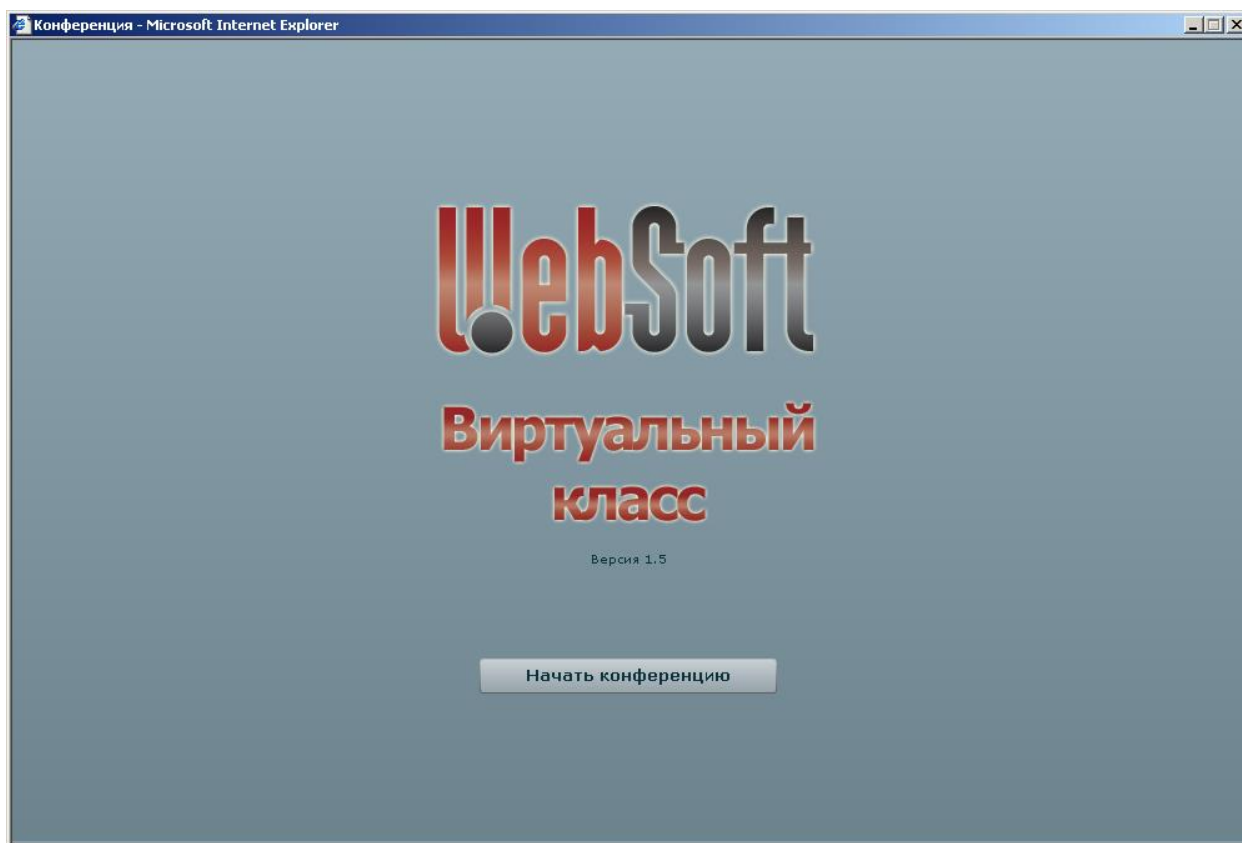 Конференция - Microsoft Internet Explorer
WebSoft
Виртуальный
класс
Версия 1.5
Начать конференцию